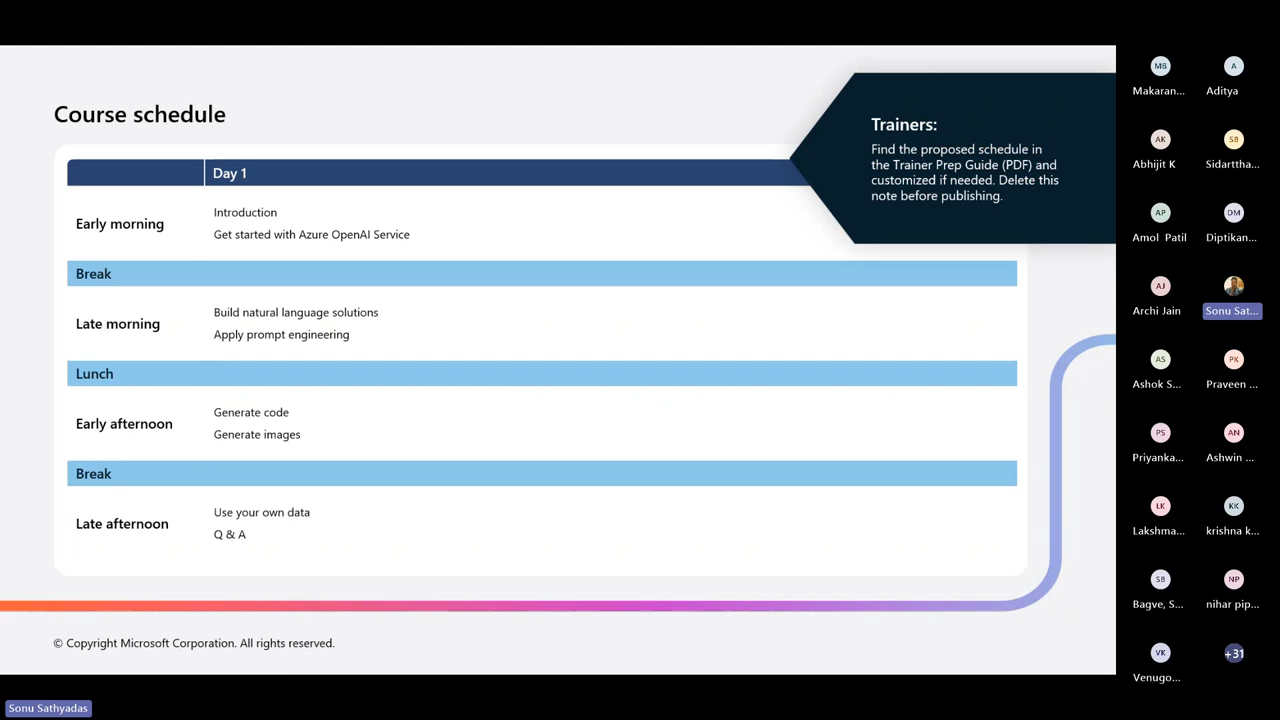 Course schedule
Trainers:
Find the proposed schedule in
the Trainer Prep Guide (PDF) and
customized if needed. Delete this
note before publishing.
Day 1
Early morning
Introduction
Get started with Azure OpenAI Service
Break
Late morning
Build natural language solutions
Apply prompt engineering
Lunch
Early afternoon
Generate code
Generate images
Break
Late afternoon
Use your own data
Q & A
© Copyright Microsoft Corporation. All rights reserved.
Sonu Sathyadas
MB
A
Makaran...
Aditya
AK
SB
Abhijit K
Sidarttha...
AP
DM
Amol Patil
Diptikan...
AJ
Archi Jain
Sonu Sat...
AS
PK
Ashok S...
Praveen ...
PS
AN
Priyanka...
Ashwin ...
LK
KK
Lakshma...
krishna k...
SB
NP
Bagve, S...
nihar pip...
VK
+31
Venugo...